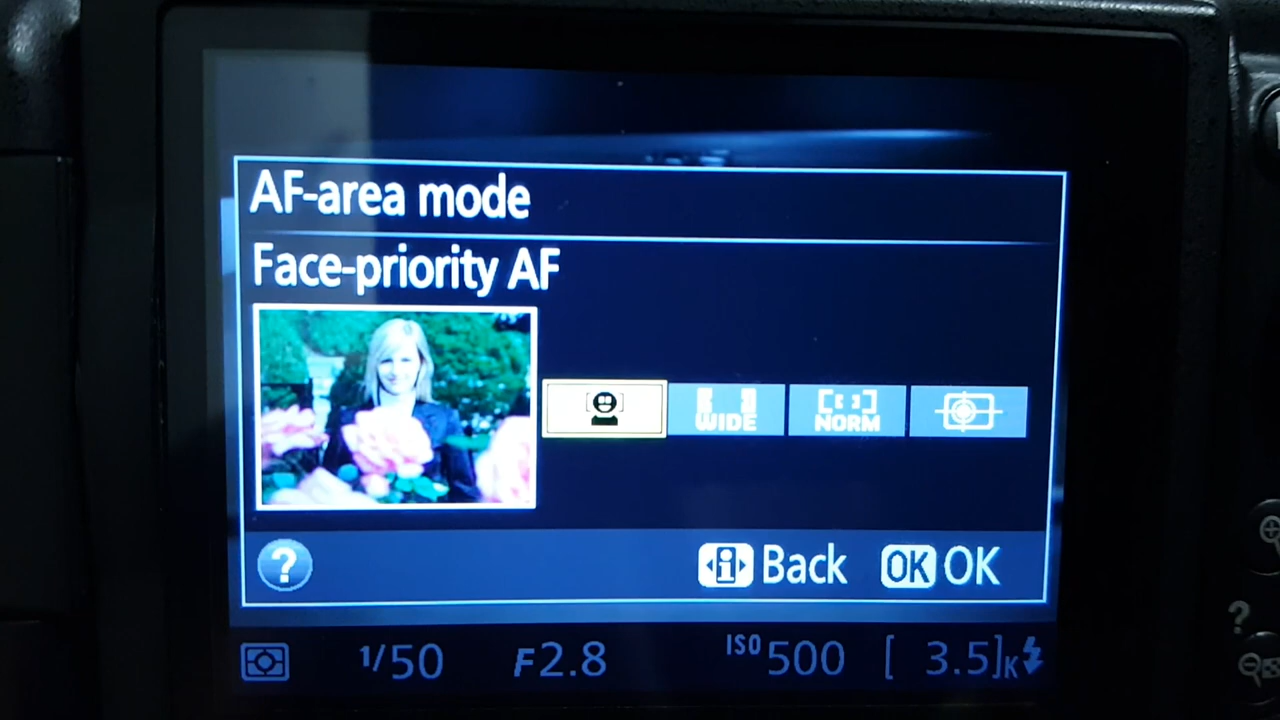 AF-area mode
Face-priority AF
WIDE
NORM
?
i Back
OK OK
1/50 F2.8 ISO 500 [ 3.5]K
?